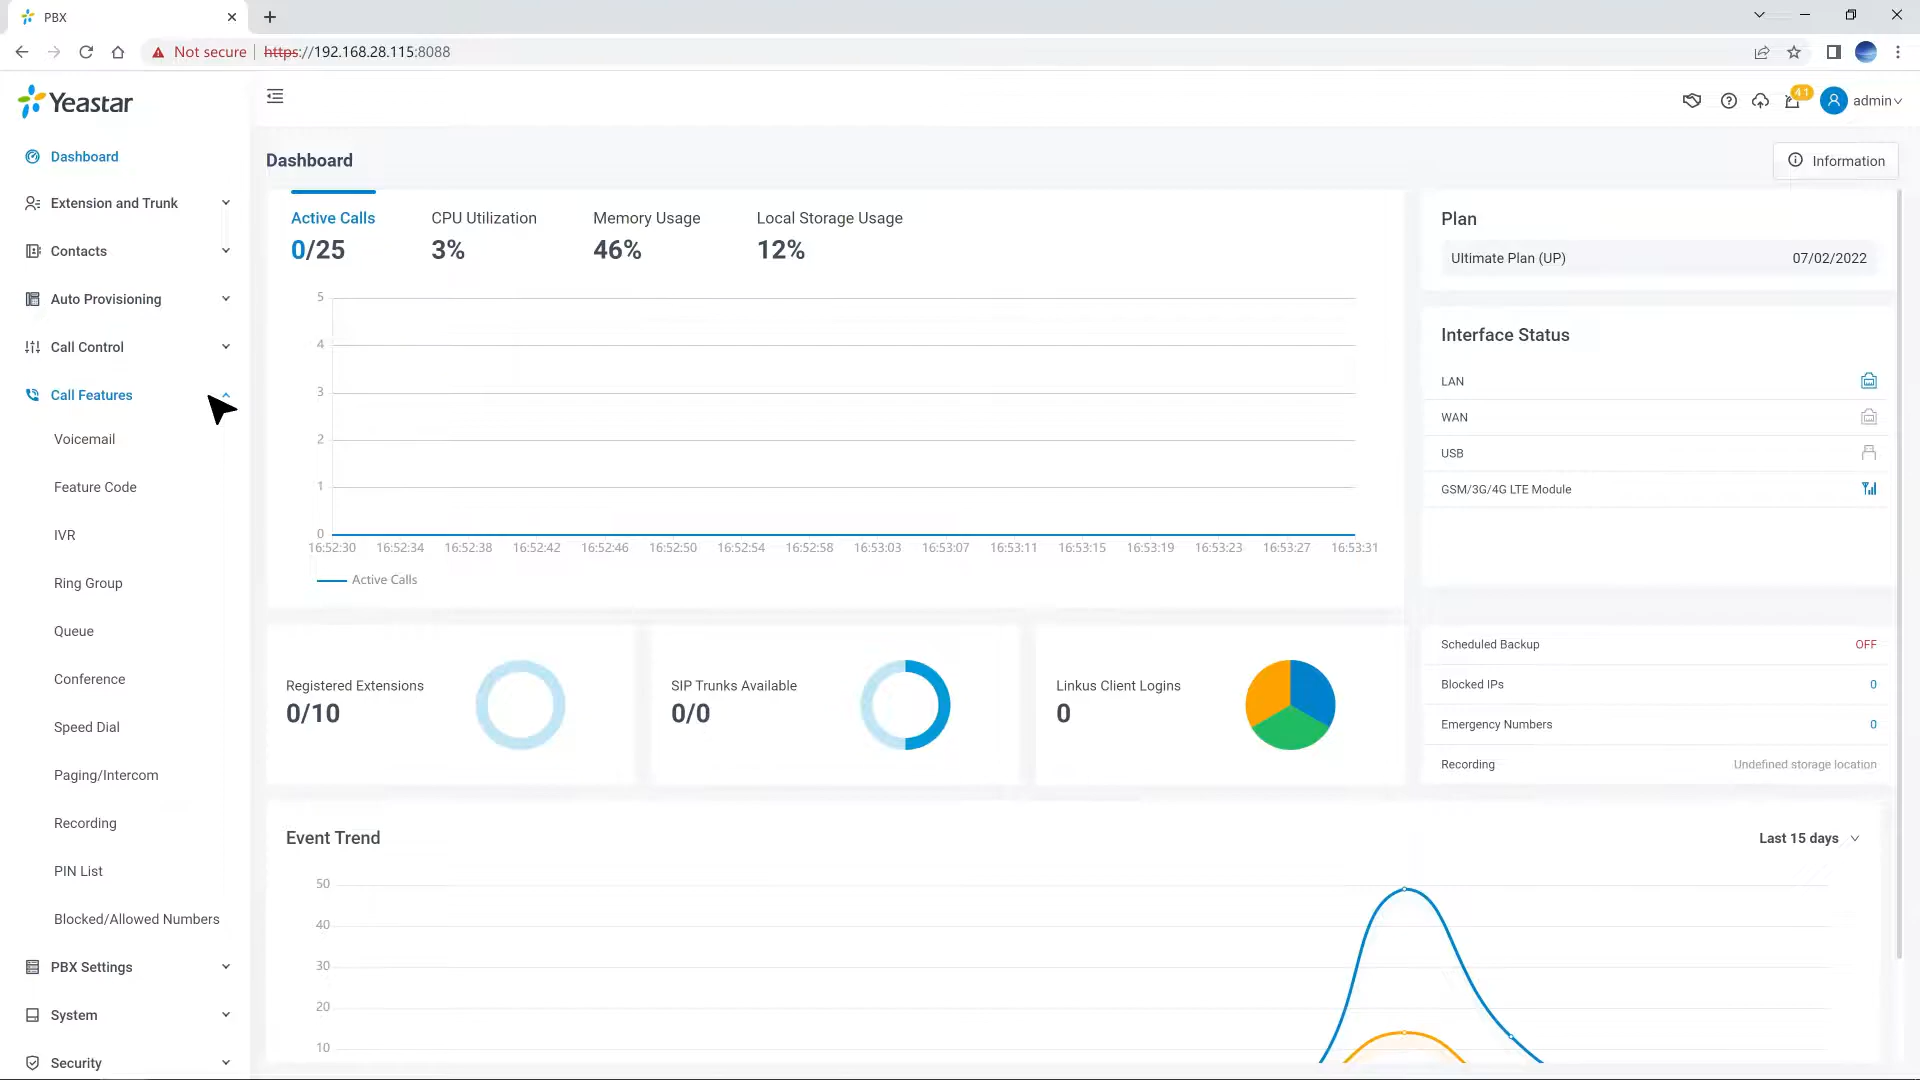 PBX
Not secure
https://192.168.28.115:8088
Yeastar
41
admin
Dashboard
Extension and Trunk
Contacts
Auto Provisioning
Call Control
Call Features
Voicemail
Feature Code
IVR
Ring Group
Queue
Conference
Speed Dial
Paging/Intercom
Recording
PIN List
Blocked/Allowed Numbers
PBX Settings
System
Security
Dashboard
Information
Active Calls
0/25
CPU Utilization
3%
Memory Usage
46%
Local Storage Usage
12%
5
4
3
2
1
0
16:52:30 16:52:34 16:52:38 16:52:42 16:52:46 16:52:50 16:52:54 16:52:58 16:53:03 16:53:07 16:53:11 16:53:15 16:53:19 16:53:23 16:53:27 16:53:31
Active Calls
Plan
Ultimate Plan (UP) 07/02/2022
Interface Status
LAN
WAN
USB
GSM/3G/4G LTE Module
Registered Extensions
0/10
SIP Trunks Available
0/0
Linkus Client Logins
0
Scheduled Backup OFF
Blocked IPs 0
Emergency Numbers 0
Recording Undefined storage location
Event Trend
Last 15 days
50
40
30
20
10